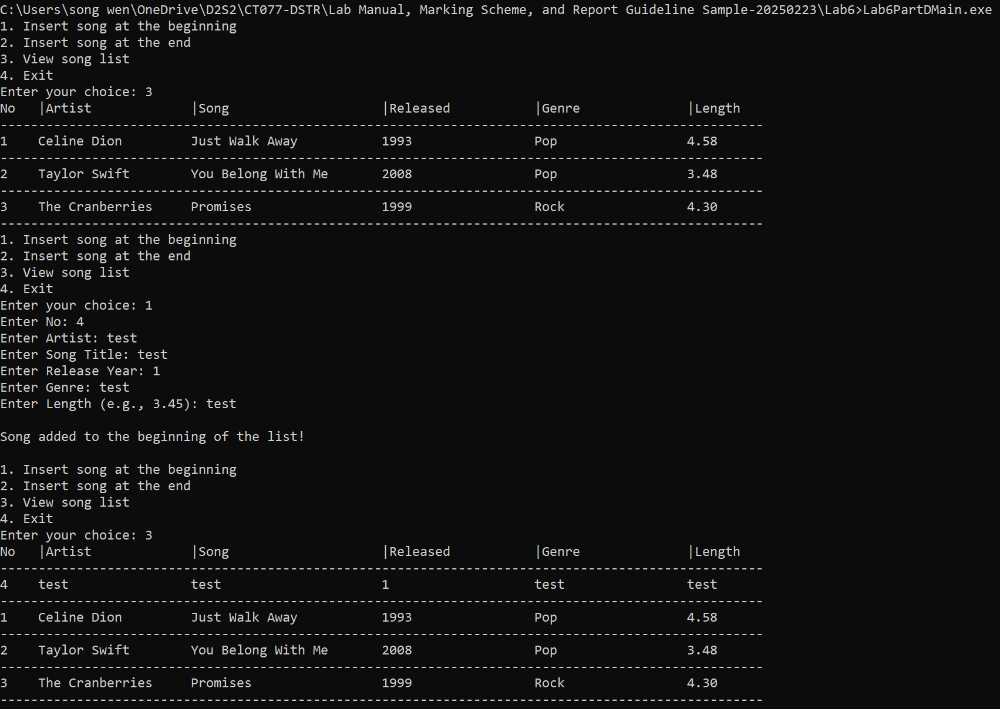 C:\Users\song wen\OneDrive\D2S2\CT077-DSTR\Lab Manual, Marking Scheme, and Report Guideline Sample-20250223\Lab6>Lab6PartDMain.exe
1. Insert song at the beginning
2. Insert song at the end
3. View song list
4. Exit
Enter your choice: 3
No   |Artist             |Song                    |Released           |Genre              |Length
----------------------------------------------------------------------------------------------------
1    Celine Dion         Just Walk Away           1993                Pop                 4.58
----------------------------------------------------------------------------------------------------
2    Taylor Swift        You Belong With Me       2008                Pop                 3.48
----------------------------------------------------------------------------------------------------
3    The Cranberries     Promises                 1999                Rock                4.30
----------------------------------------------------------------------------------------------------
1. Insert song at the beginning
2. Insert song at the end
3. View song list
4. Exit
Enter your choice: 1
Enter No: 4
Enter Artist: test
Enter Song Title: test
Enter Release Year: 1
Enter Genre: test
Enter Length (e.g., 3.45): test

Song added to the beginning of the list!

1. Insert song at the beginning
2. Insert song at the end
3. View song list
4. Exit
Enter your choice: 3
No   |Artist             |Song                    |Released           |Genre              |Length
----------------------------------------------------------------------------------------------------
4    test                test                     1                   test                test
----------------------------------------------------------------------------------------------------
1    Celine Dion         Just Walk Away           1993                Pop                 4.58
----------------------------------------------------------------------------------------------------
2    Taylor Swift        You Belong With Me       2008                Pop                 3.48
----------------------------------------------------------------------------------------------------
3    The Cranberries     Promises                 1999                Rock                4.30
----------------------------------------------------------------------------------------------------